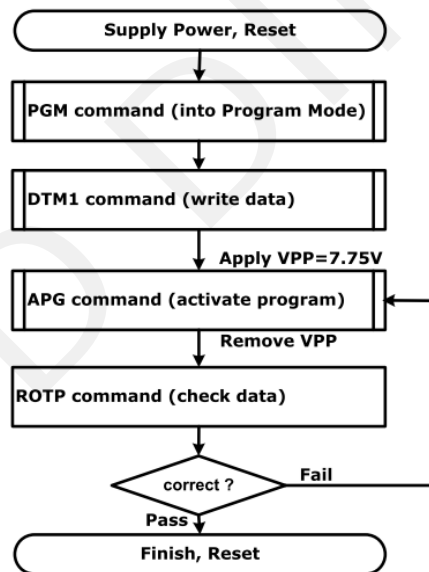 Supply Power, Reset
PGM command (into Program Mode)
DTM1 command (write data)
Apply VPP=7.75V
APG command (activate program)
Remove VPP
ROTP command (check data)
correct ?
Fail
Pass
Finish, Reset